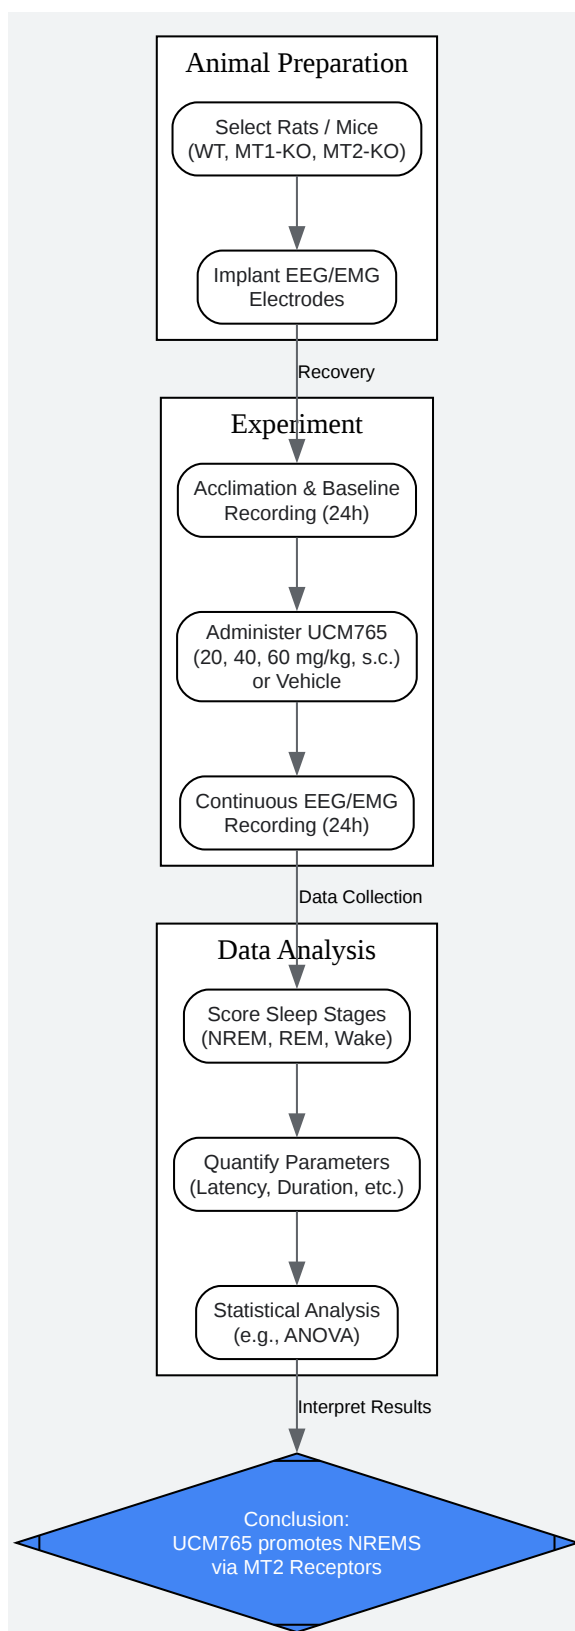 Animal Preparation
Select Rats / Mice
(WT, MT1-KO, MT2-KO)
Implant EEG/EMG
Electrodes
Recovery
Experiment
Acclimation & Baseline
Recording (24h)
Administer UCM765
(20, 40, 60 mg/kg, s.c.)
or Vehicle
Continuous EEG/EMG
Recording (24h)
Data Collection
Data Analysis
Score Sleep Stages
(NREM, REM, Wake)
Quantify Parameters
(Latency, Duration, etc.)
Statistical Analysis
(e.g., ANOVA)
Interpret Results
Conclusion:
UCM765 promotes NREMS
via MT2 Receptors